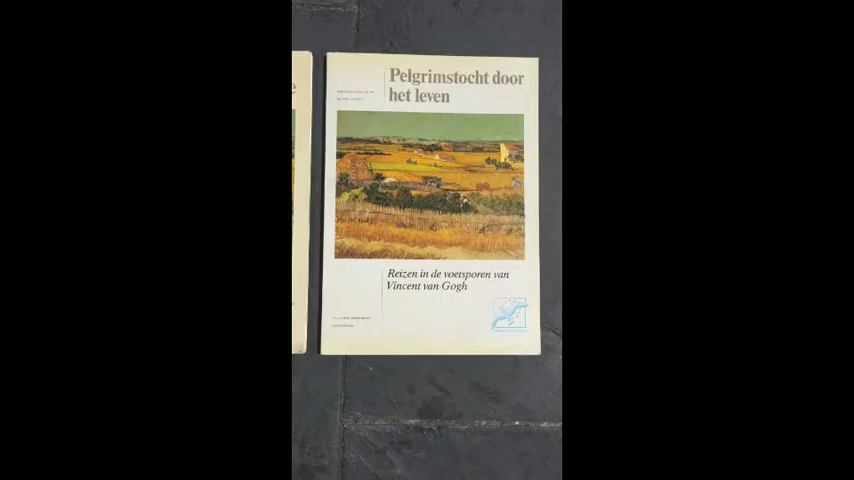 e
Pelgrimstocht door
het leven
Reizen in de voetsporen van
Vincent van Gogh